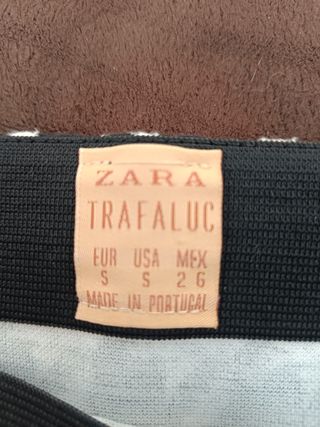 ZARA
TRAFALUC
EUR USA MEX
S S 26
MADE IN PORTUGAL